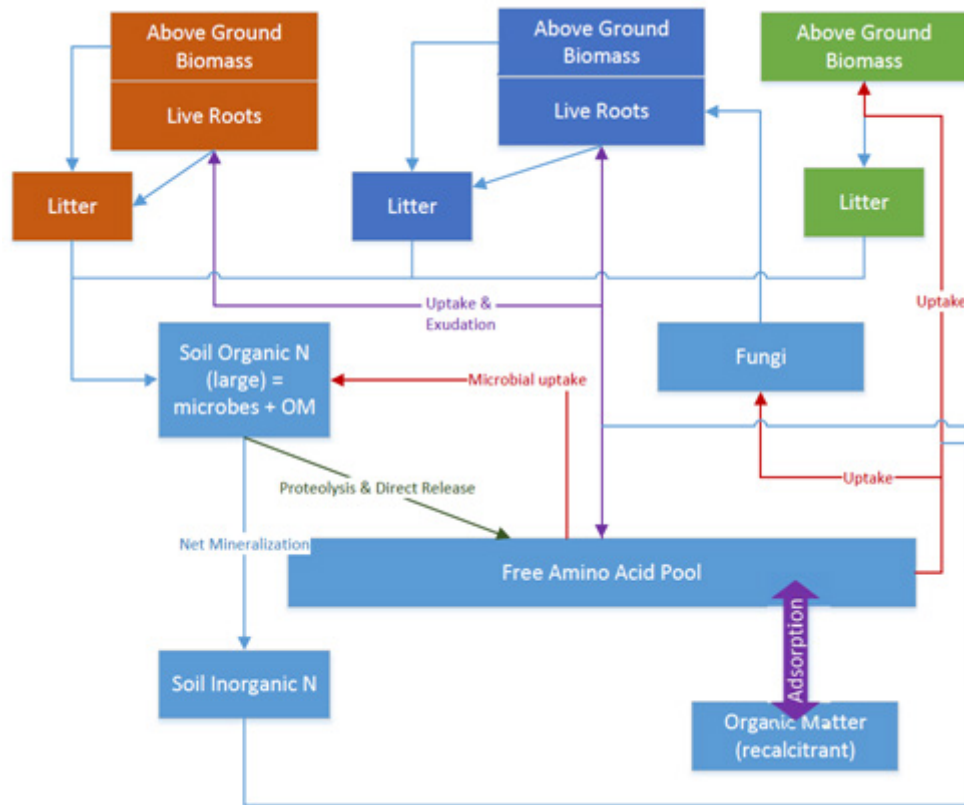 Above Ground
Biomass
Live Roots
Litter
Above Ground
Biomass
Live Roots
Litter
Above Ground
Biomass
Litter
Uptake &
Exudation
Uptake
Soil Organic N
(large) =
microbes + OM
Microbial uptake
Fungi
Proteolysis & Direct Release
Uptake
Net Mineralization
Free Amino Acid Pool
Adsorption
Soil Inorganic N
Organic Matter
(recalcitrant)